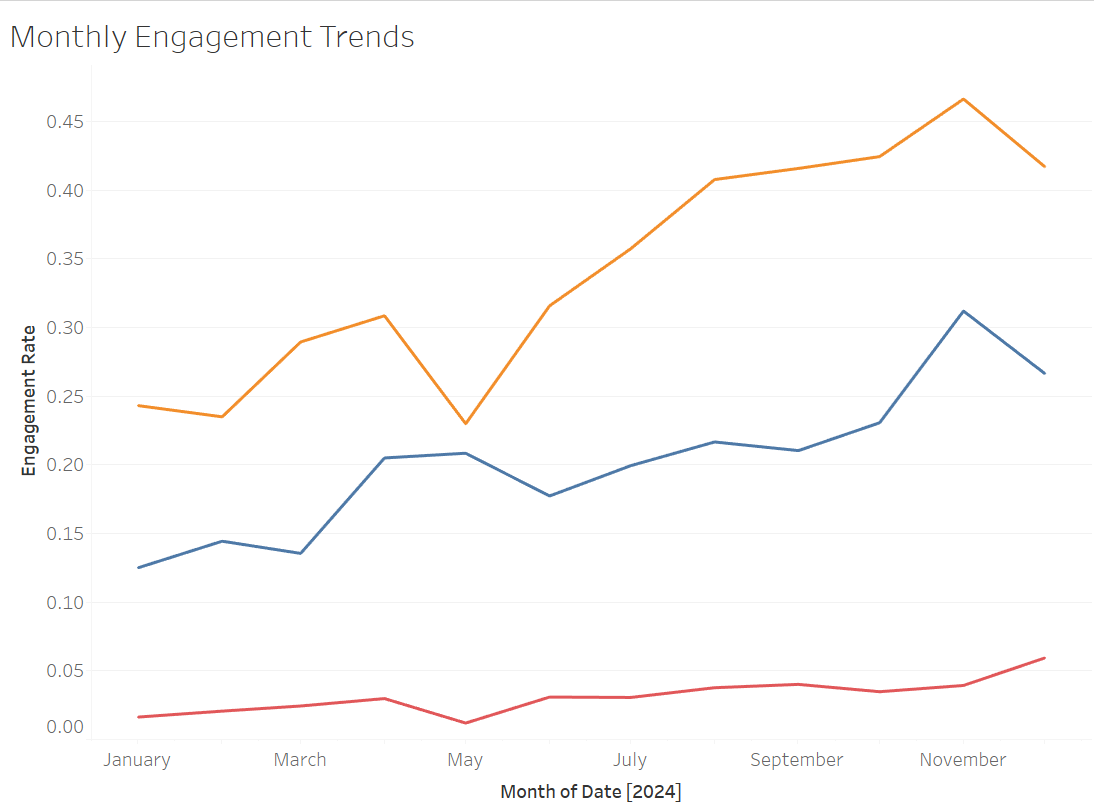 Monthly Engagement Trends
0.45
0.40
0.35
0.30
0.25
0.20
0.15
0.10
0.05
0.00
Engagement Rate
January March May July September November
Month of Date [2024]